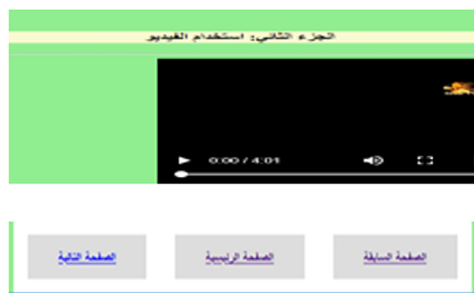 الجزء الثاني: استخدام الفيديو
0:00 / 4:01
الصفحة السابقة
الصفحة الرئيسية
الصفحة التالية